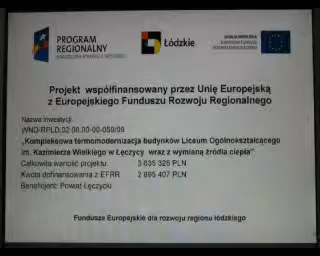 PROGRAM
REGIONALNY
Łódzkie
Projekt współfinansowany przez Unię Europejską
z Europejskiego Funduszu Rozwoju Regionalnego
Nazwa inwestycji:
"Kompleksowa termomodernizacja budynków Liceum Ogólnokształcącego
im. Kazimierza Wielkiego w Łęczycy wraz z wymianą źródła ciepła"
Całkowita wartość projektu: 3 635 325 PLN
Kwota dofinansowania z EFRR 2 895 407 PLN
Beneficjent: Powiat Łęczycki
Fundusze Europejskie dla rozwoju regionu łódzkiego